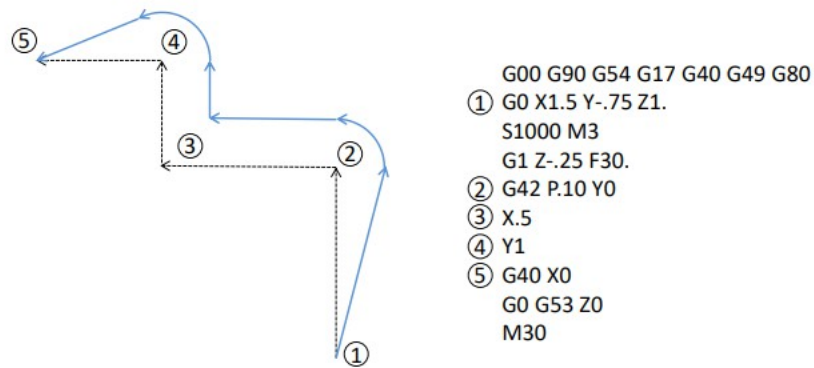 ⑤
④
③
②
①
G00 G90 G54 G17 G40 G49 G80
① G0 X1.5 Y-.75 Z1.
S1000 M3
G1 Z-.25 F30.
② G42 P.10 Y0
③ X.5
④ Y1
⑤ G40 X0
G0 G53 Z0
M30